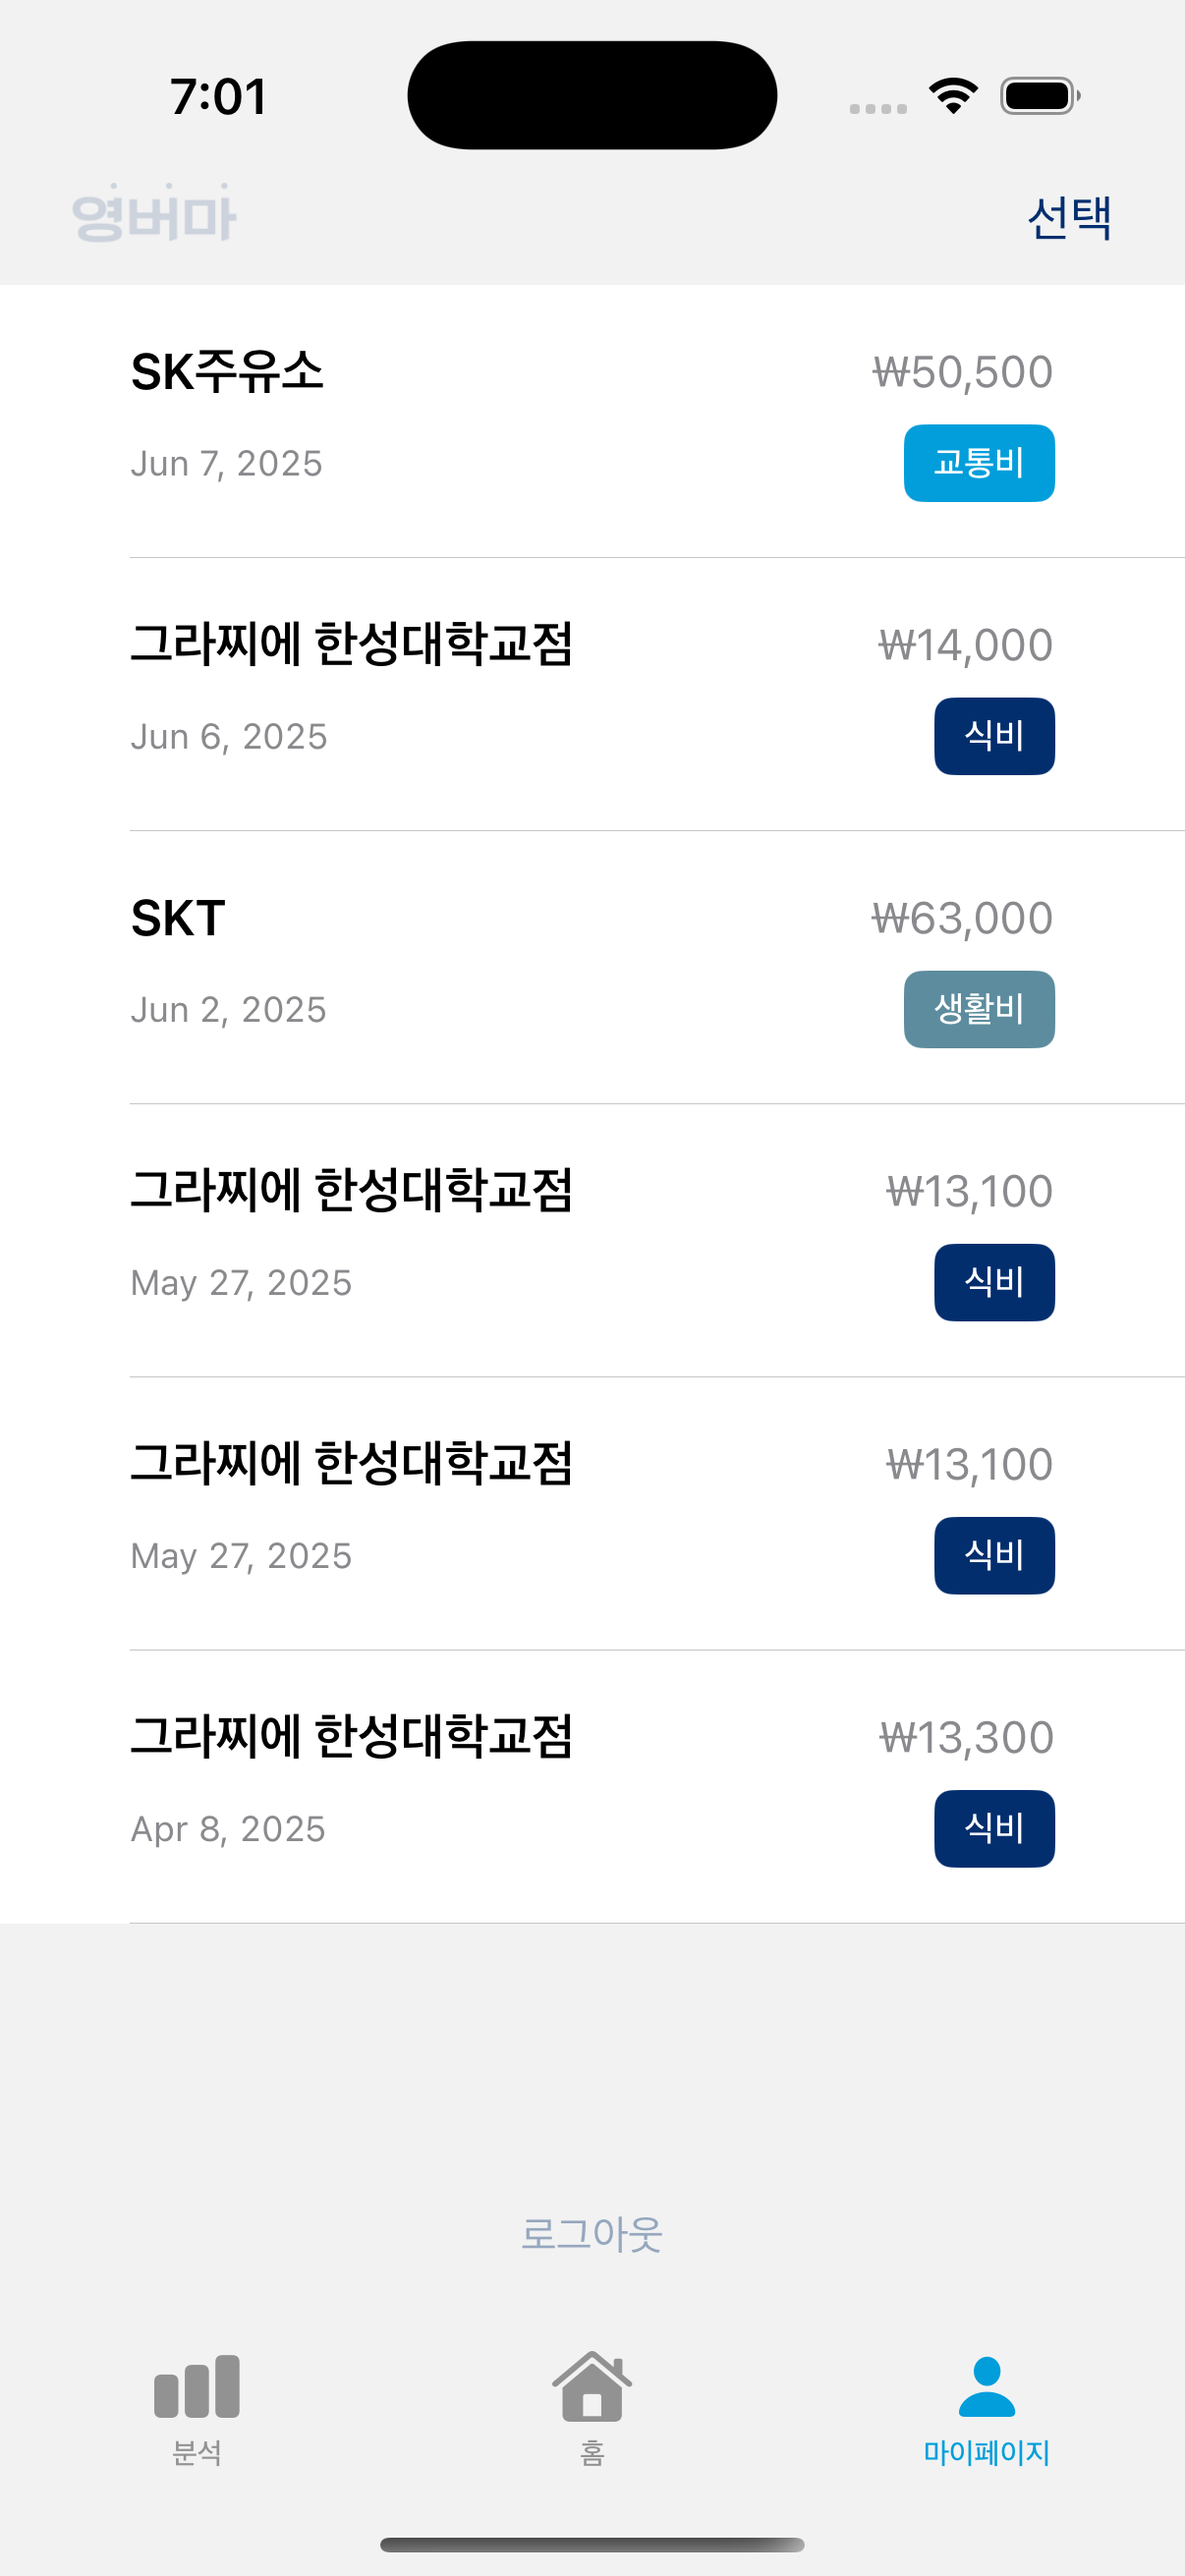 7:01
영버마
선택
SK주유소
₩50,500
Jun 7, 2025
교통비
그라찌에 한성대학교점
₩14,000
Jun 6, 2025
식비
SKT
₩63,000
Jun 2, 2025
생활비
그라찌에 한성대학교점
₩13,100
May 27, 2025
식비
그라찌에 한성대학교점
₩13,100
May 27, 2025
식비
그라찌에 한성대학교점
₩13,300
Apr 8, 2025
식비
로그아웃
분석
홈
마이페이지